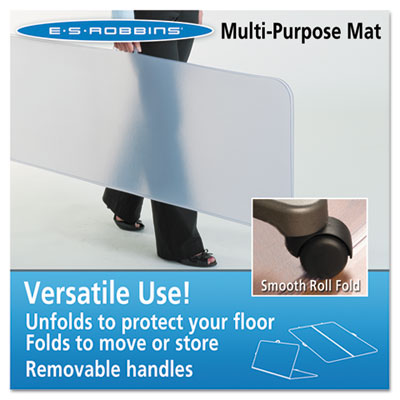 E·S·ROBBINS®
Multi-Purpose Mat
Smooth Roll Fold
Versatile Use!
Unfolds to protect your floor
Folds to move or store
Removable handles